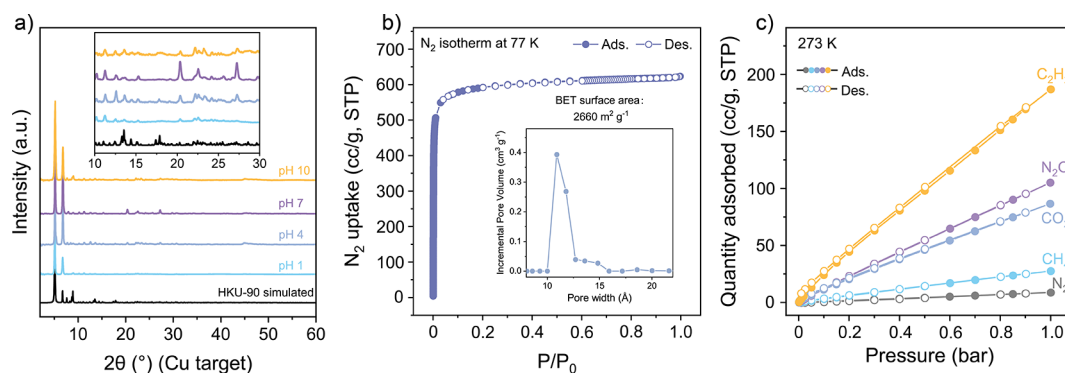 a)
Intensity (a.u.)
10 15 20 25 30
pH 10
pH 7
pH 4
pH 1
HKU-90 simulated
10 20 30 40 50 60
2θ (°) (Cu target)
b)
N₂ isotherm at 77 K
Ads. Des.
N₂ uptake (cc/g, STP)
700
600
500
400
300
200
100
0
BET surface area:
2660 m² g⁻¹
Incremental Pore Volume (cm³ g⁻¹)
0.4
0.3
0.2
0.1
0.0
10 15 20
Pore width (Å)
0.0 0.2 0.4 0.6 0.8 1.0
P/P₀
c)
273 K
Ads.
Des.
Quantity adsorbed (cc/g, STP)
200
150
100
50
0
CO₂
N₂
0.0 0.2 0.4 0.6 0.8 1.0
Pressure (bar)